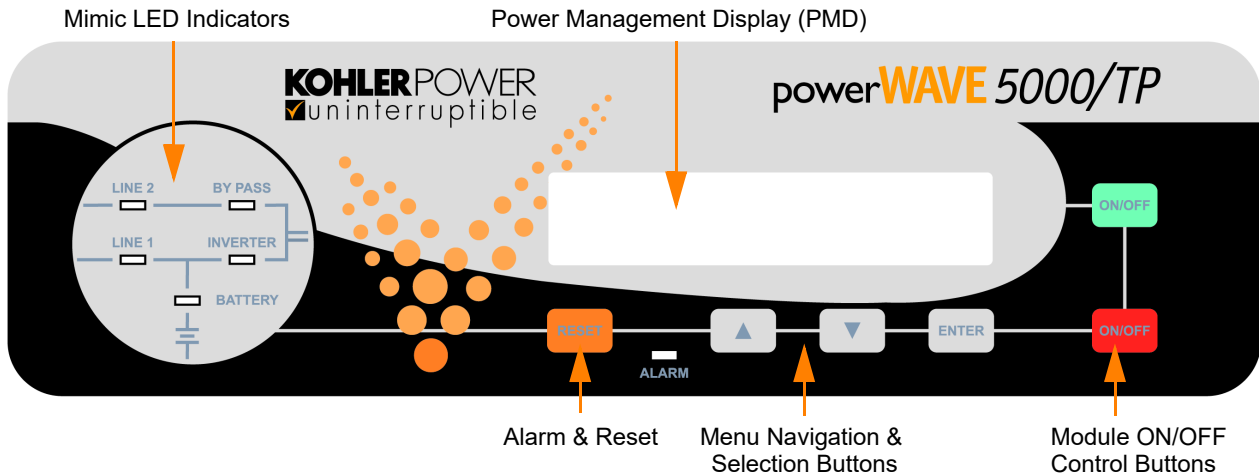 Mimic LED Indicators
Power Management Display (PMD)
KOHLERPOWER
uninterruptible
powerWAVE 5000/TP
LINE 2
BY PASS
LINE 1
INVERTER
BATTERY
ON/OFF
RESET
ALARM
▲
▼
ENTER
ON/OFF
Alarm & Reset
Menu Navigation &
Selection Buttons
Module ON/OFF
Control Buttons